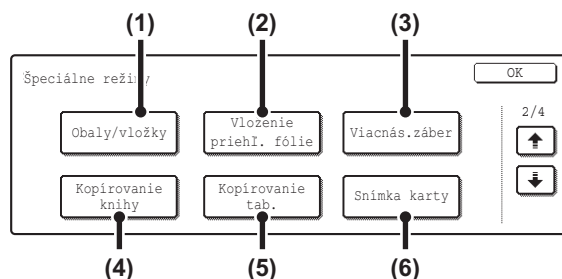 (1) (2) (3)
Špeciálne režimy
OK
Obaly/vložky
Vloženie
priehľ. fólie
Viacnás.záber
2/4
Kopírovanie
knihy
Kopírovanie
tab.
Snímka karty
(4) (5) (6)